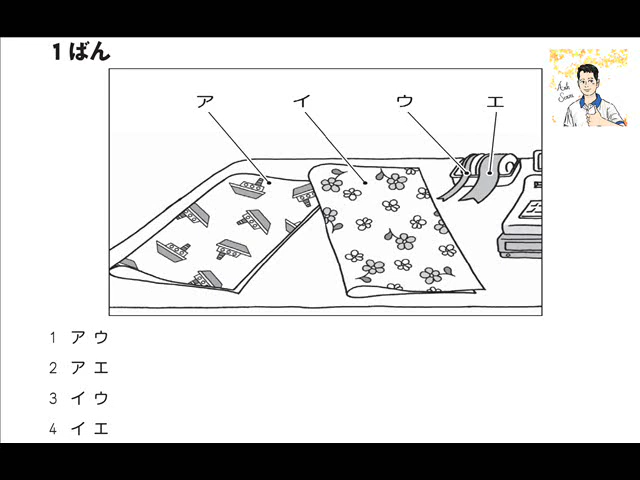 1ばん
ア イ ウ エ
1 ア ウ
2 ア エ
3 イ ウ
4 イ エ